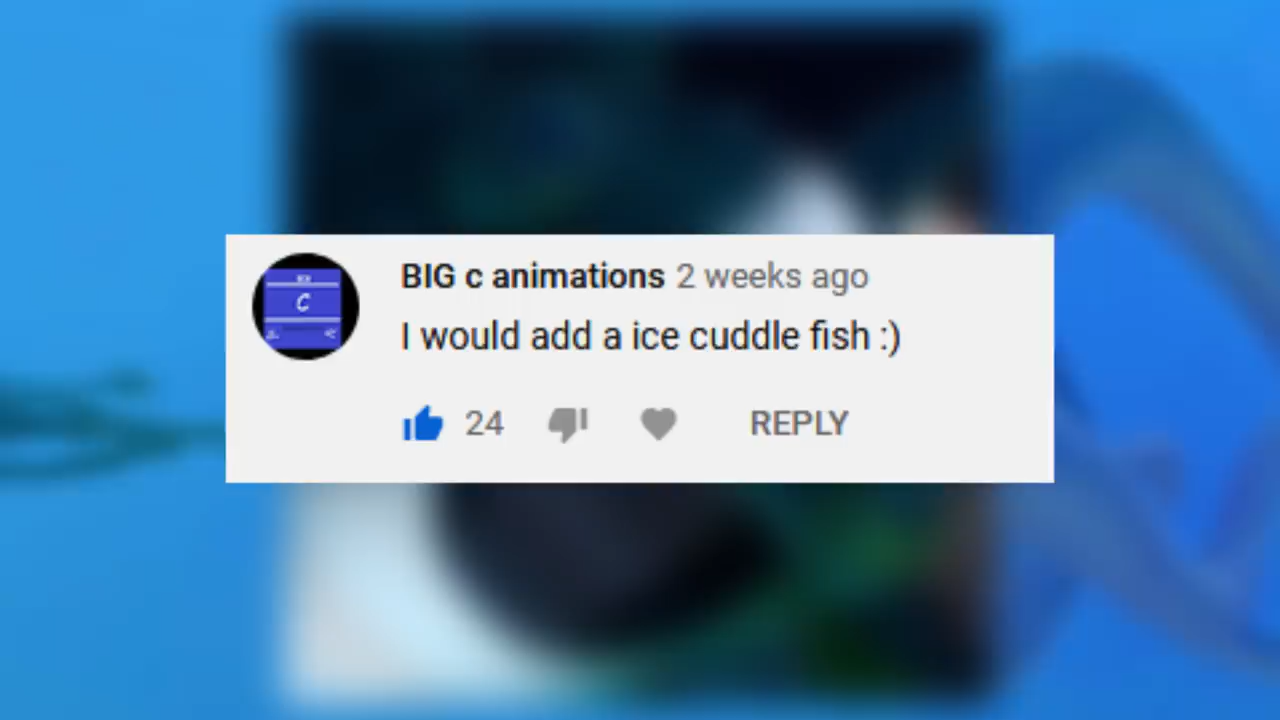 BIG c animations 2 weeks ago
I would add a ice cuddle fish :)
24 REPLY
C